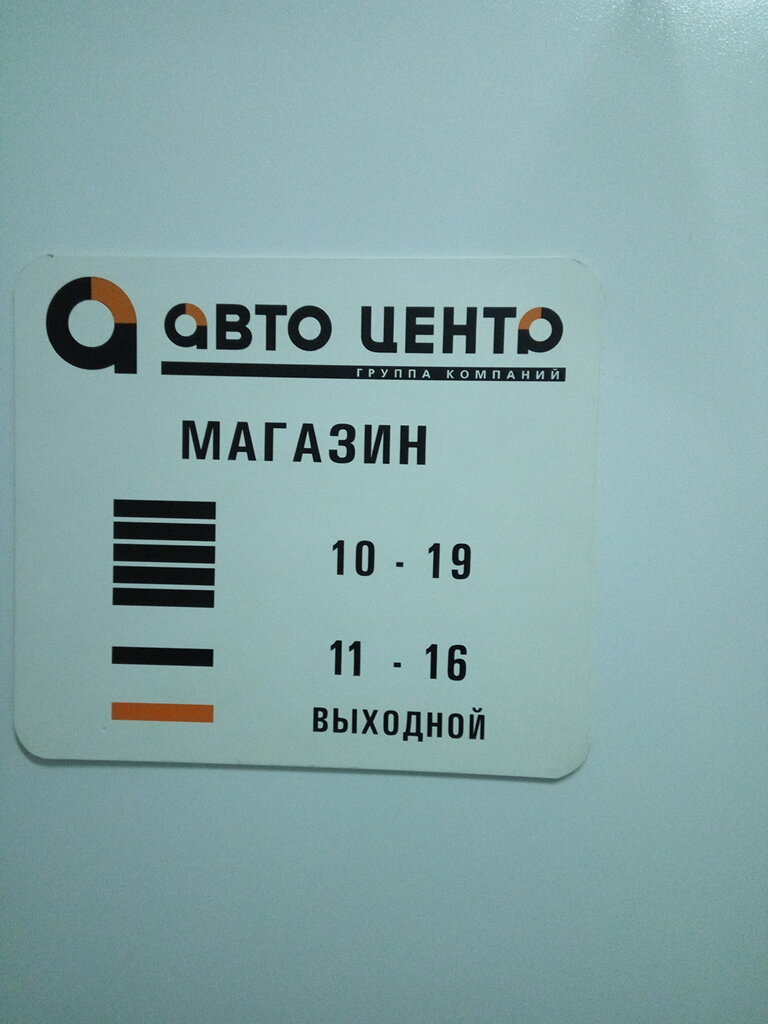 авто центр
ГРУППА КОМПАНИЙ
МАГАЗИН
10 - 19
11 - 16
ВЫХОДНОЙ